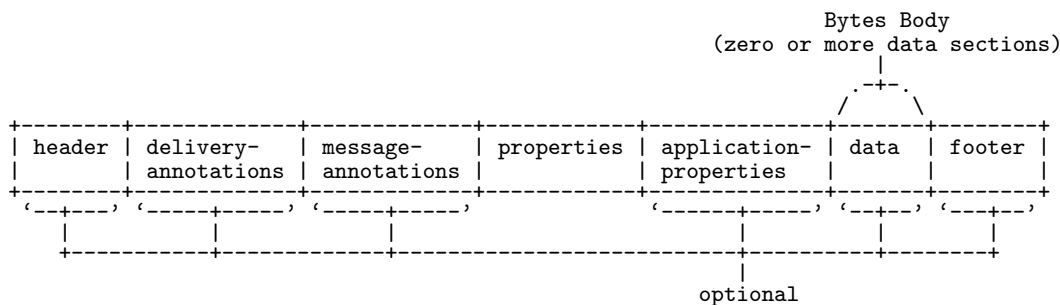 Bytes Body
(zero or more data sections)
header delivery- message- properties application- data footer
annotations annotations properties
optional